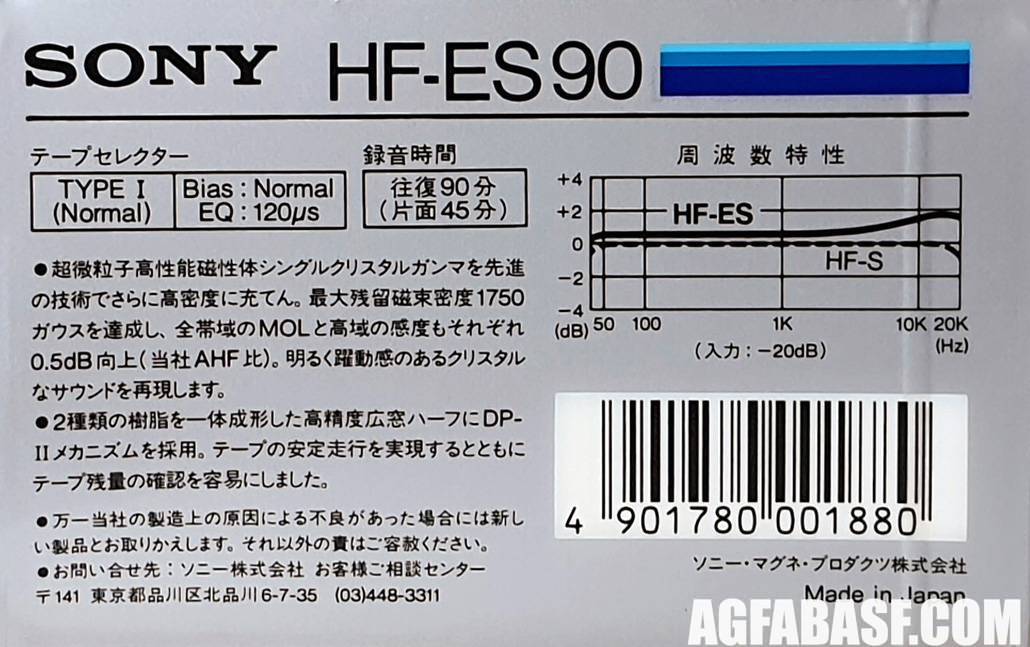 SONY HF-ES90
テープセレクター
TYPE I
(Normal)
Bias : Normal
EQ : 120μs
録音時間
往復90分
(片面45分)
●超微粒子高性能磁性体シングルクリスタルガンマを先進
の技術でさらに高密度に充てん。最大残留磁束密度1750
ガウスを達成し、全帯域のMOLと高域の感度もそれぞれ
0.5dB向上(当社AHF比)。明るく躍動感のあるクリスタル
なサウンドを再現します。
●2種類の樹脂を一体成形した高精度広窓ハーフにDP-
IIメカニズムを採用。テープの安定走行を実現するとともに
テープ残量の確認を容易にしました。
●万一当社の製造上の原因による不良があった場合には新し
い製品とお取りかえします。それ以外の責はご容赦ください。
●お問い合せ先：ソニー株式会社 お客様ご相談センター
〒141 東京都品川区北品川6-7-35 (03)448-3311
周波数特性
+4
+2
0
−2
−4
(dB)
HF-ES
HF-S
50 100 1K 10K 20K
(Hz)
(入力：−20dB)
4 901780 001880
ソニー・マグネ・プロダクツ株式会社
Made in Japan
AGFABASF.COM